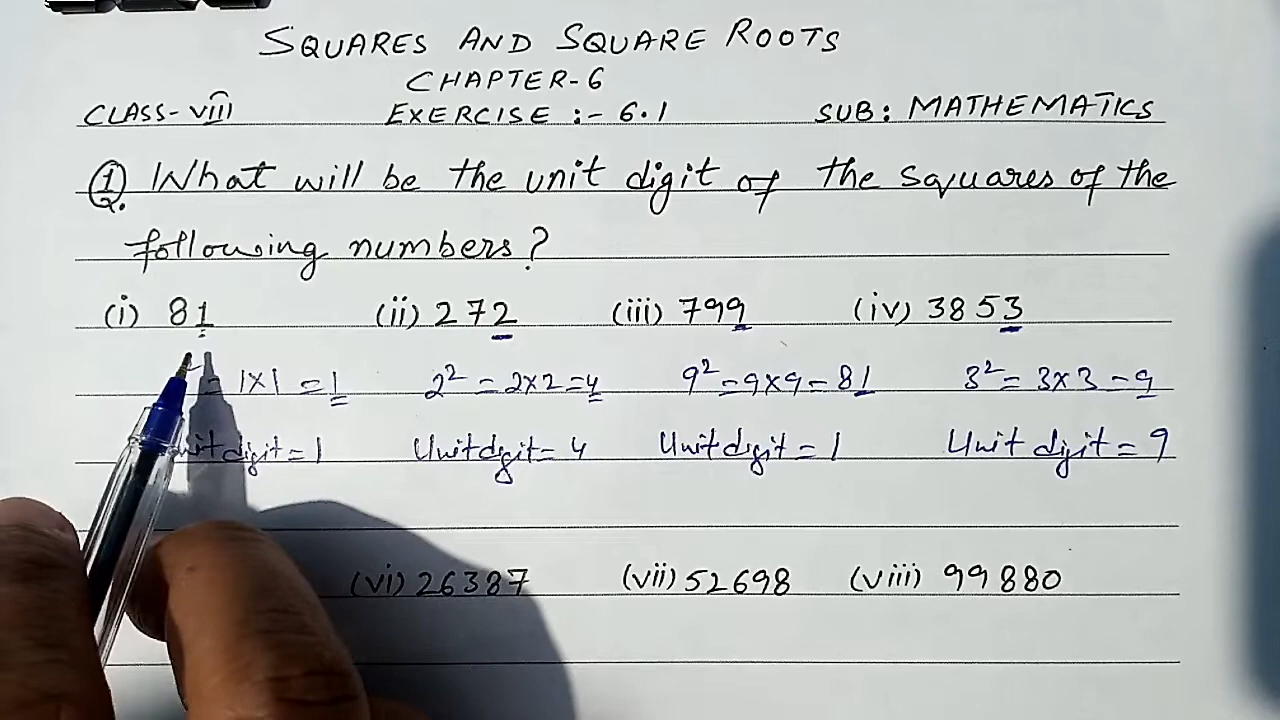 SQUARES AND SQUARE ROOTS
CHAPTER-6
CLASS-VIII EXERCISE :- 6.1 SUB: MATHEMATICS
Q.1 What will be the unit digit of the squares of the
following numbers?
(i) 81 (ii) 272 (iii) 799 (iv) 3853
= 1×1 = 1 2² = 2×2 = 4 9² = 9×9 = 81 3² = 3×3 = 9
digit = 1 Unit digit = 4 Unit digit = 1 Unit digit = 9
(vi) 26387 (vii) 52698 (viii) 99880